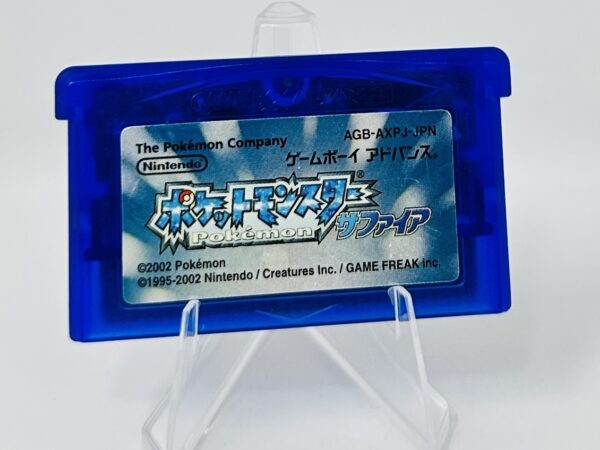 The Pokémon Company
AGB-AXPJ-JPN
Nintendo
ゲームボーイ アドバンス®
ポケットモンスター®
Pokémon
サファイア
©2002 Pokémon
©1995-2002 Nintendo / Creatures Inc. / GAME FREAK inc.